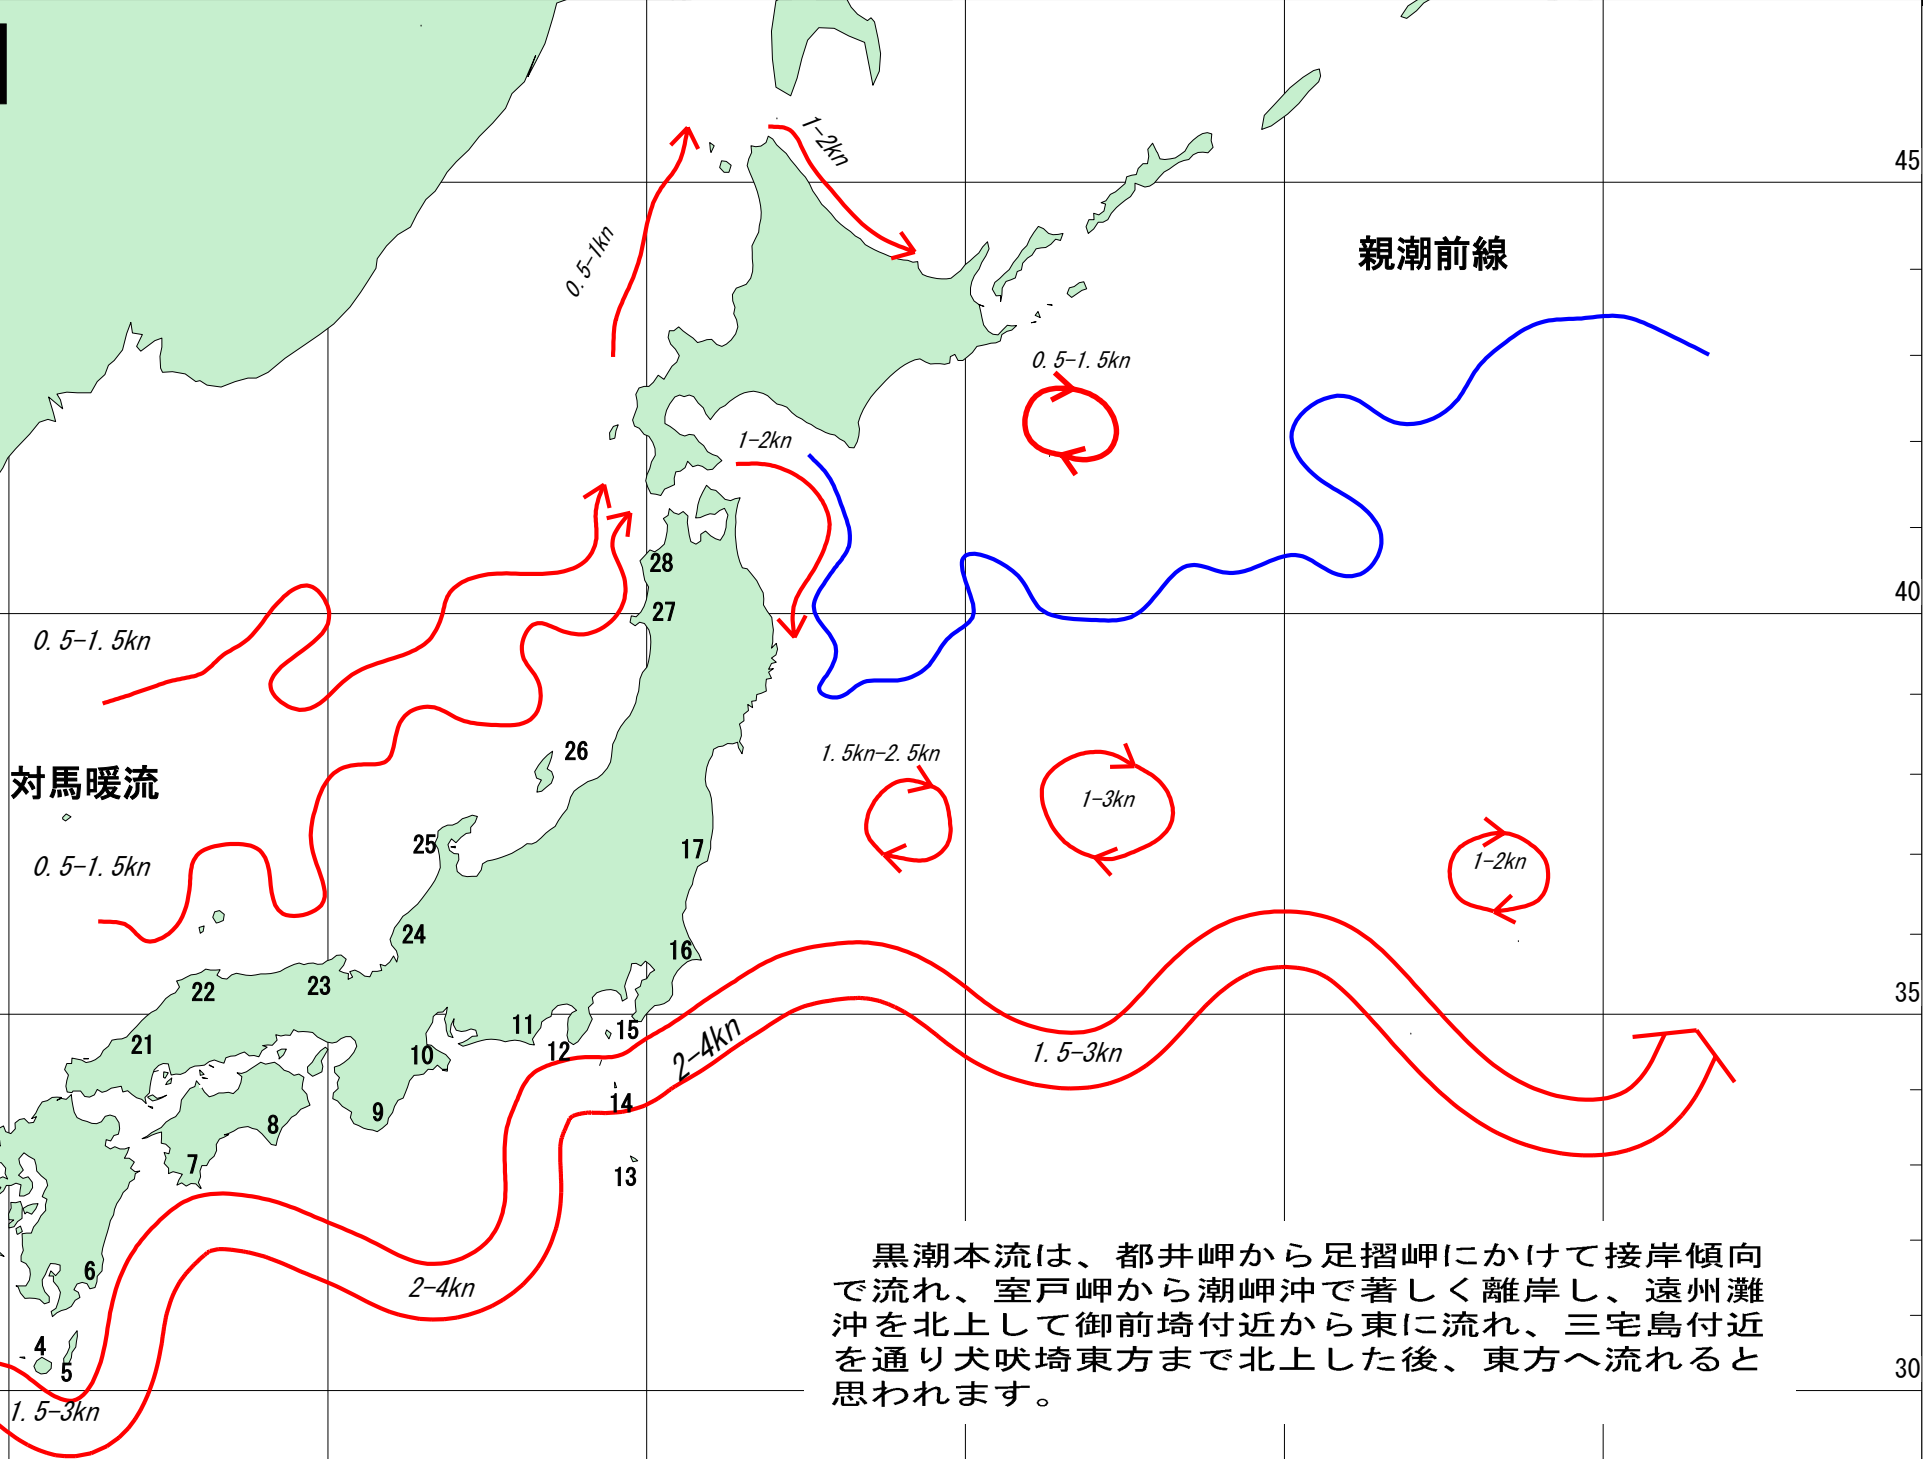 1-2kn
45
0.5-1kn
親潮前線
0.5-1.5kn
1-2kn
28
40
27
0.5-1.5kn
26
1.5kn-2.5kn
対馬暖流
1-3kn
25
17
0.5-1.5kn
1-2kn
24
16
23
22
35
11
15
21
12
10
2-4kn
1.5-3kn
14
9
8
7
13
6
2-4kn
黒潮本流は、都井岬から足摺岬にかけて接岸傾向
で流れ、室戸岬から潮岬沖で著しく離岸し、遠州灘
沖を北上して御前埼付近から東に流れ、三宅島付近
を通り犬吠埼東方まで北上した後、東方へ流れると
思われます。
4
5
30
1.5-3kn